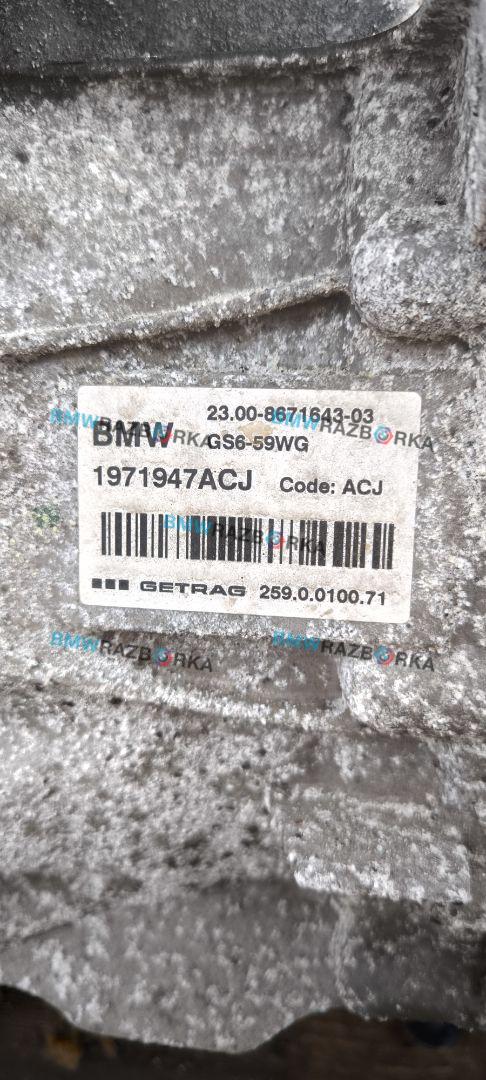 23.00-8671643-03
BMW GS6-59WG
1971947ACJ Code: ACJ
GETRAG 259.0.0100.71
BMWRAZBORKA
BMWRAZBORKA
BMWRAZBORKA
BMWRAZBORKA
BMWRAZBORKA